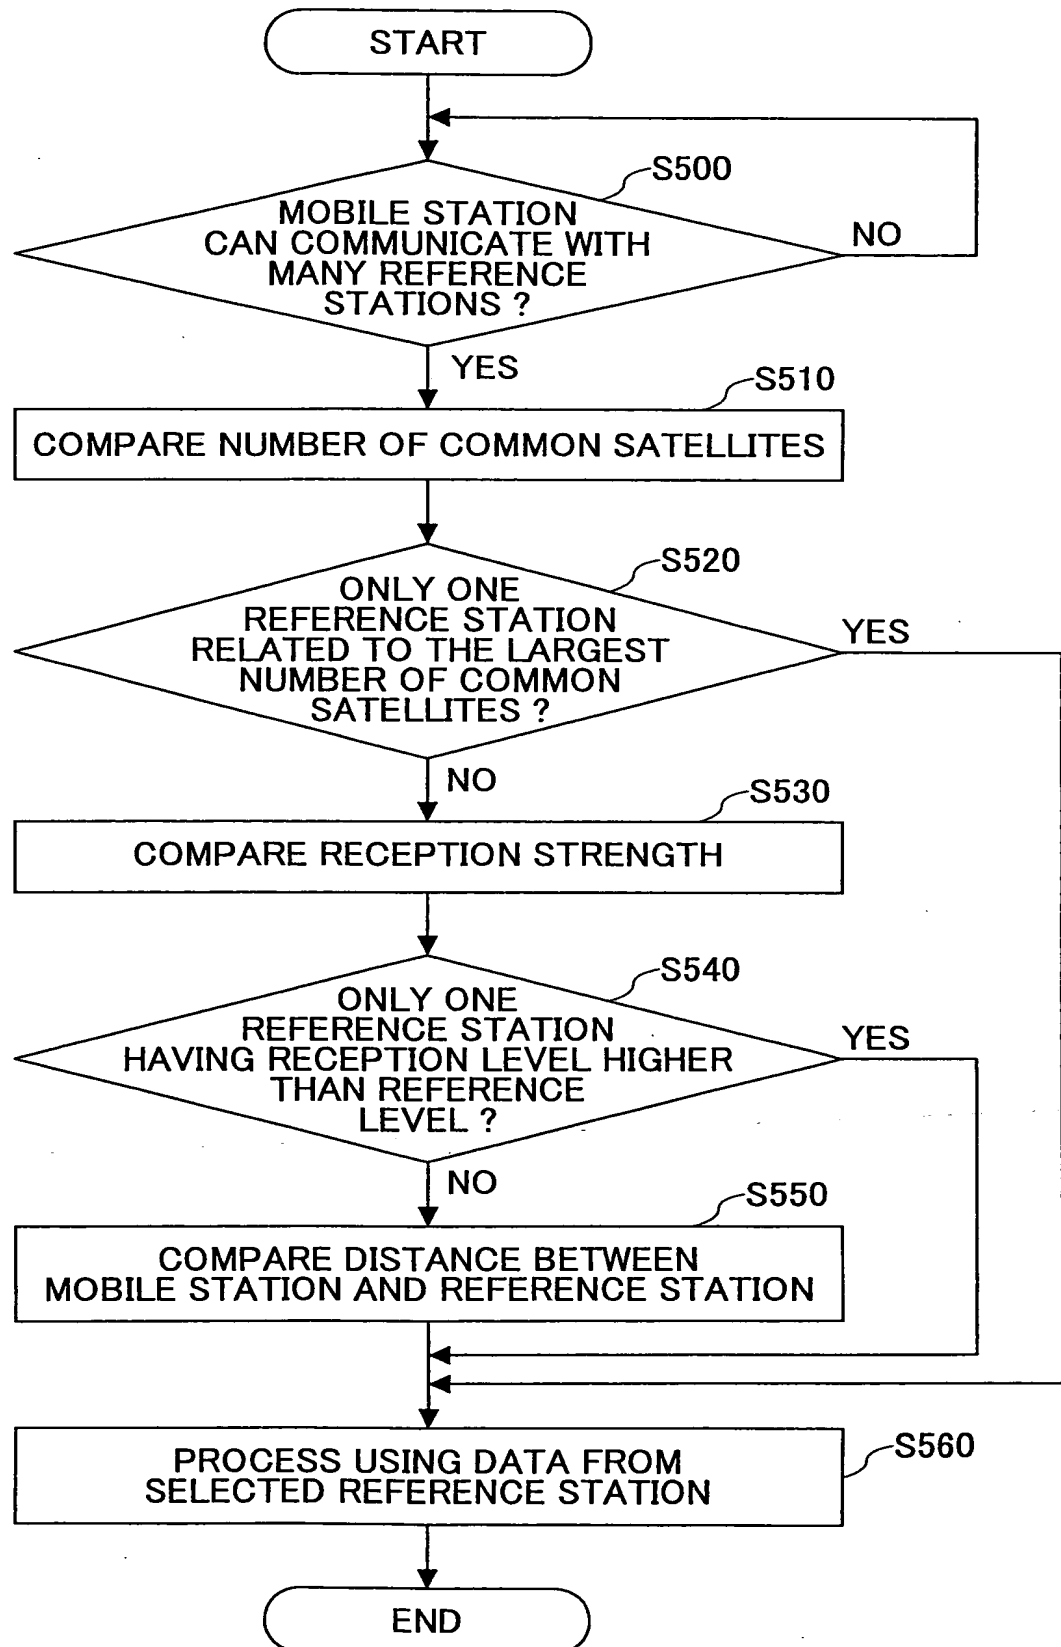 START
S500
MOBILE STATION
CAN COMMUNICATE WITH
MANY REFERENCE
STATIONS ?
NO
YES
S510
COMPARE NUMBER OF COMMON SATELLITES
S520
ONLY ONE
REFERENCE STATION
RELATED TO THE LARGEST
NUMBER OF COMMON
SATELLITES ?
YES
NO
S530
COMPARE RECEPTION STRENGTH
S540
ONLY ONE
REFERENCE STATION
HAVING RECEPTION LEVEL HIGHER
THAN REFERENCE
LEVEL ?
YES
NO
S550
COMPARE DISTANCE BETWEEN
MOBILE STATION AND REFERENCE STATION
S560
PROCESS USING DATA FROM
SELECTED REFERENCE STATION
END